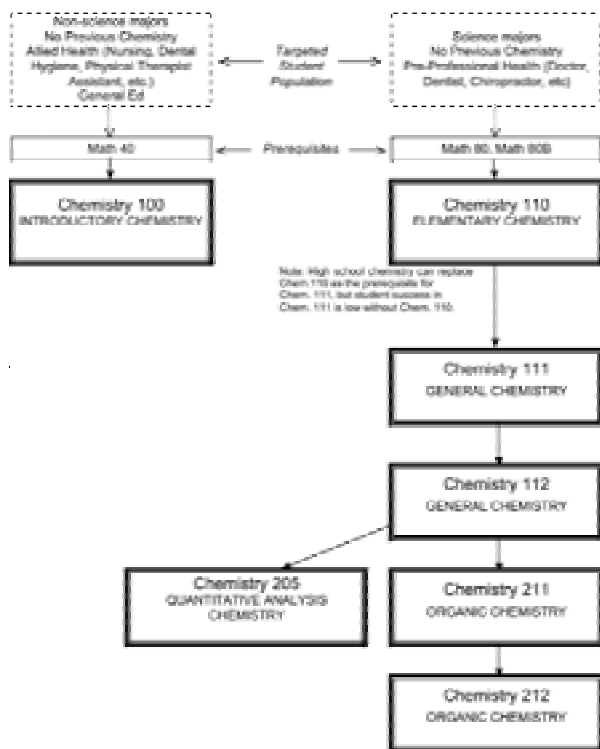 Non-science majors
No Previous Chemistry
Allied Health (Nursing, Dental
Hygiene, Physical Therapist
Assistant, etc.)
General Ed
Targeted
Student
Population
Science majors
No Previous Chemistry
Pre-Professional Health (Doctor,
Dentist, Chiropractor, etc)
Math 40
Prerequisites
Math 80, Math 80B
Chemistry 100
INTRODUCTORY CHEMISTRY
Chemistry 110
ELEMENTARY CHEMISTRY
Note: High school chemistry can replace
Chem.110 as the prerequisite for
Chem. 111, but student success in
Chem. 111 is low without Chem. 110.
Chemistry 111
GENERAL CHEMISTRY
Chemistry 112
GENERAL CHEMISTRY
Chemistry 205
QUANTITATIVE ANALYSIS
CHEMISTRY
Chemistry 211
ORGANIC CHEMISTRY
Chemistry 212
ORGANIC CHEMISTRY